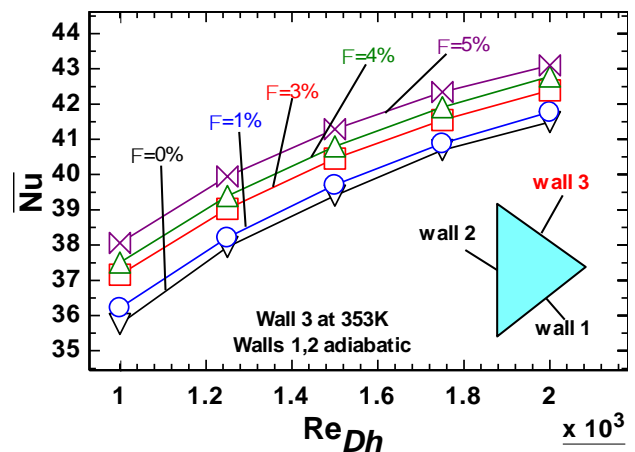 44
43
42
41
40
39
38
37
36
35
Nu
F=5%
F=4%
F=3%
F=1%
F=0%
wall 3
wall 2
wall 1
Wall 3 at 353K
Walls 1,2 adiabatic
1 1.2 1.4 1.6 1.8 2
Re Dh
x 10³